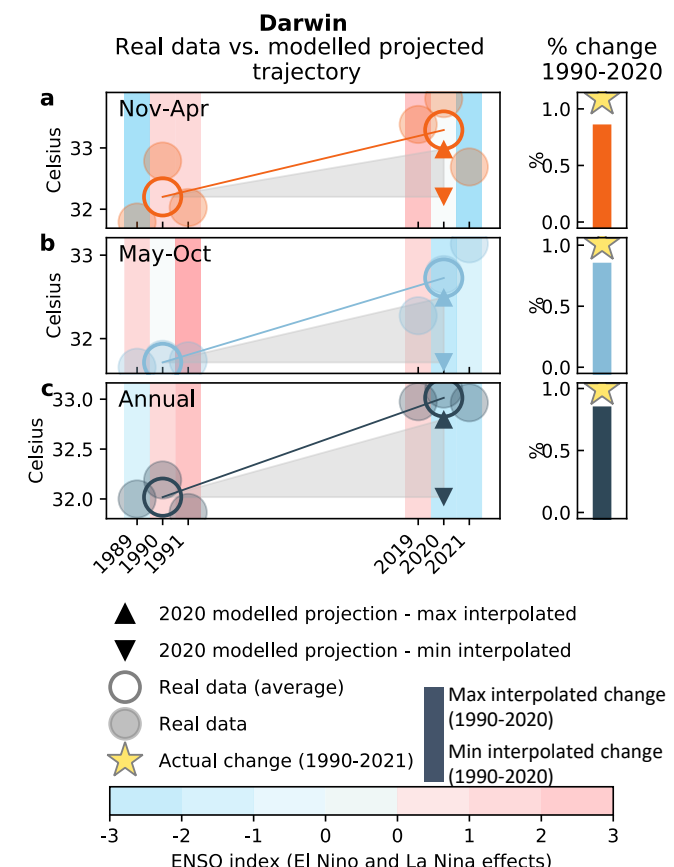 Darwin
Real data vs. modelled projected
trajectory
% change
1990-2020
a
Nov-Apr
Celsius
33
32
%
1.0
0.5
0.0
b
May-Oct
33
32
%
1.0
0.5
0.0
c
Annual
Celsius
33.0
32.5
32.0
%
1.0
0.5
0.0
1989
1990
1991
2019
2020
2021
2020 modelled projection - max interpolated
2020 modelled projection - min interpolated
Real data (average)
Real data
Actual change (1990-2021)
Max interpolated change
(1990-2020)
Min interpolated change
(1990-2020)
-3 -2 -1 0 0 1 2 3
ENSO index (El Nino and La Nina effects)